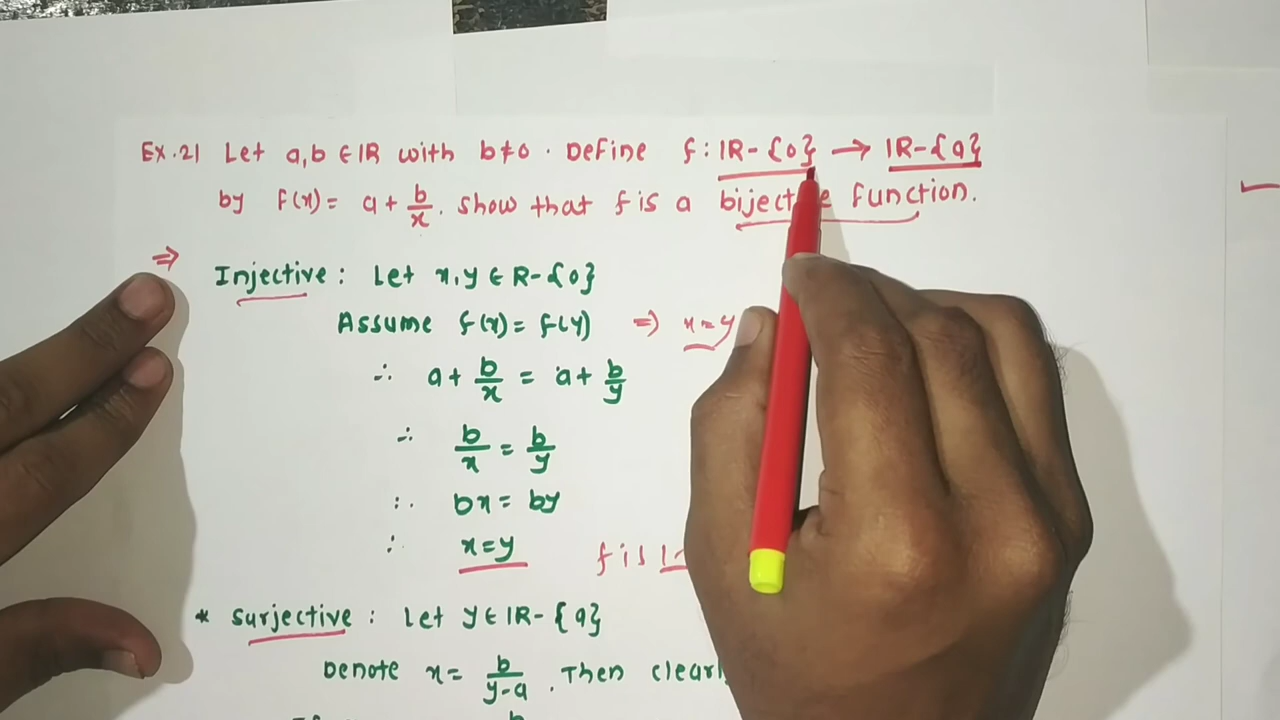 Ex.21 Let a,b ∈ IR with b≠0. Define f: IR-{0} → IR-{a}
by f(x) = a + b/x. show that f is a bijective function.
⇒
Injective: Let x,y ∈ R-{0}
Assume f(x) = f(y) ⇒ x=y
∴ a + b/x = a + b/y
∴ b/x = b/y
∴ bx = by
∴ x=y f is
* Surjective: Let y ∈ IR-{a}
Denote x = b/y-a. Then